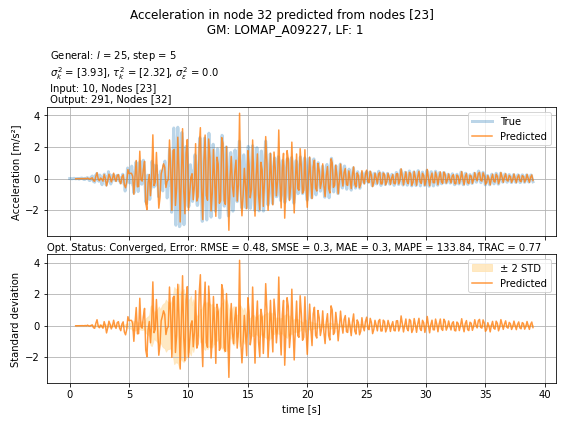 Acceleration in node 32 predicted from nodes [23]
GM: LOMAP_A09227, LF: 1
General: l = 25, step = 5
σ²ₖ = [3.93], τ²ₖ = [2.32], σ²ε = 0.0
Input: 10, Nodes [23]
Output: 291, Nodes [32]
Acceleration [m/s²]
4
2
0
−2
True
Predicted
Opt. Status: Converged, Error: RMSE = 0.48, SMSE = 0.3, MAE = 0.3, MAPE = 133.84, TRAC = 0.77
Standard deviation
4
2
0
−2
± 2 STD
Predicted
0 5 10 15 20 25 30 35 40
time [s]